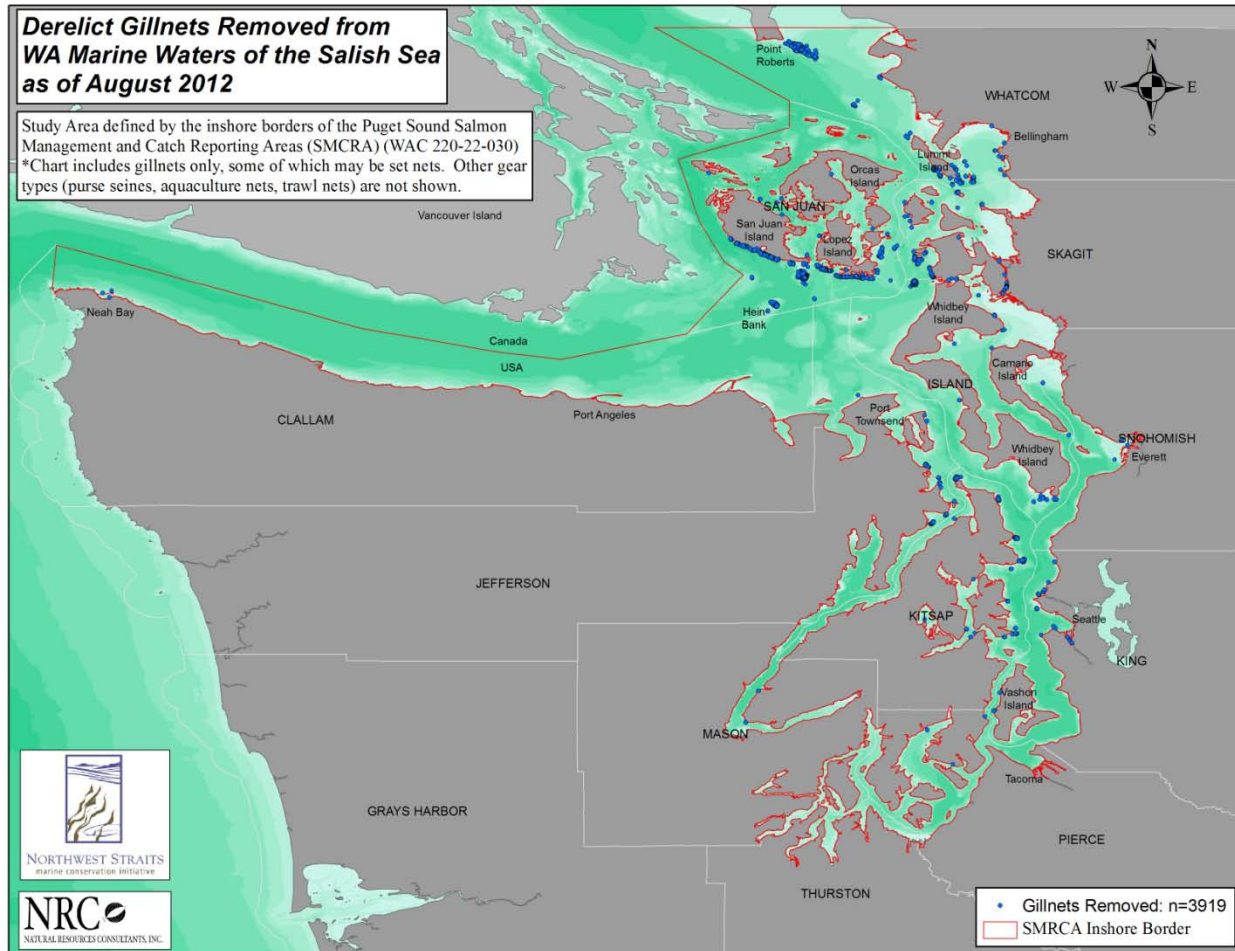 Derelict Gillnets Removed from
WA Marine Waters of the Salish Sea
as of August 2012
Study Area defined by the inshore borders of the Puget Sound Salmon
Management and Catch Reporting Areas (SMCRA) (WAC 220-22-030)
*Chart includes gillnets only, some of which may be set nets. Other gear
types (purse seines, aquaculture nets, trawl nets) are not shown.
Point
Roberts
N
W
E
S
WHATCOM
Bellingham
Lummi
Island
Orcas
Island
SAN JUAN
San Juan
Island
Lopez
Island
Vancouver Island
SKAGIT
Whidbey
Island
Hein
Bank
Neah Bay
Canada
USA
Camano
Island
ISLAND
Port Angeles
Port
Townsend
CLALLAM
SNOHOMISH
Everett
Whidbey
Island
JEFFERSON
KITSAP
Seattle
KING
Vashon
Island
MASON
Tacoma
GRAYS HARBOR
PIERCE
THURSTON
NORTHWEST STRAITS
marine conservation initiative
NRC
NATURAL RESOURCES CONSULTANTS, INC.
Gillnets Removed: n=3919
SMRCA Inshore Border